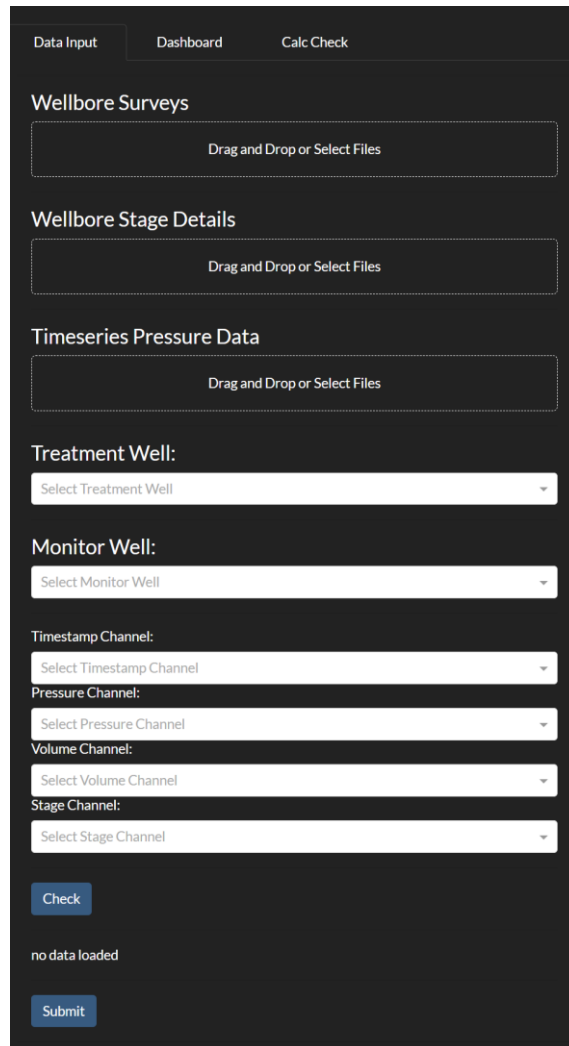 Data Input Dashboard Calc Check
Wellbore Surveys
Drag and Drop or Select Files
Wellbore Stage Details
Drag and Drop or Select Files
Timeseries Pressure Data
Drag and Drop or Select Files
Treatment Well:
Select Treatment Well
Monitor Well:
Select Monitor Well
Timestamp Channel:
Select Timestamp Channel
Pressure Channel:
Select Pressure Channel
Volume Channel:
Select Volume Channel
Stage Channel:
Select Stage Channel
Check
no data loaded
Submit